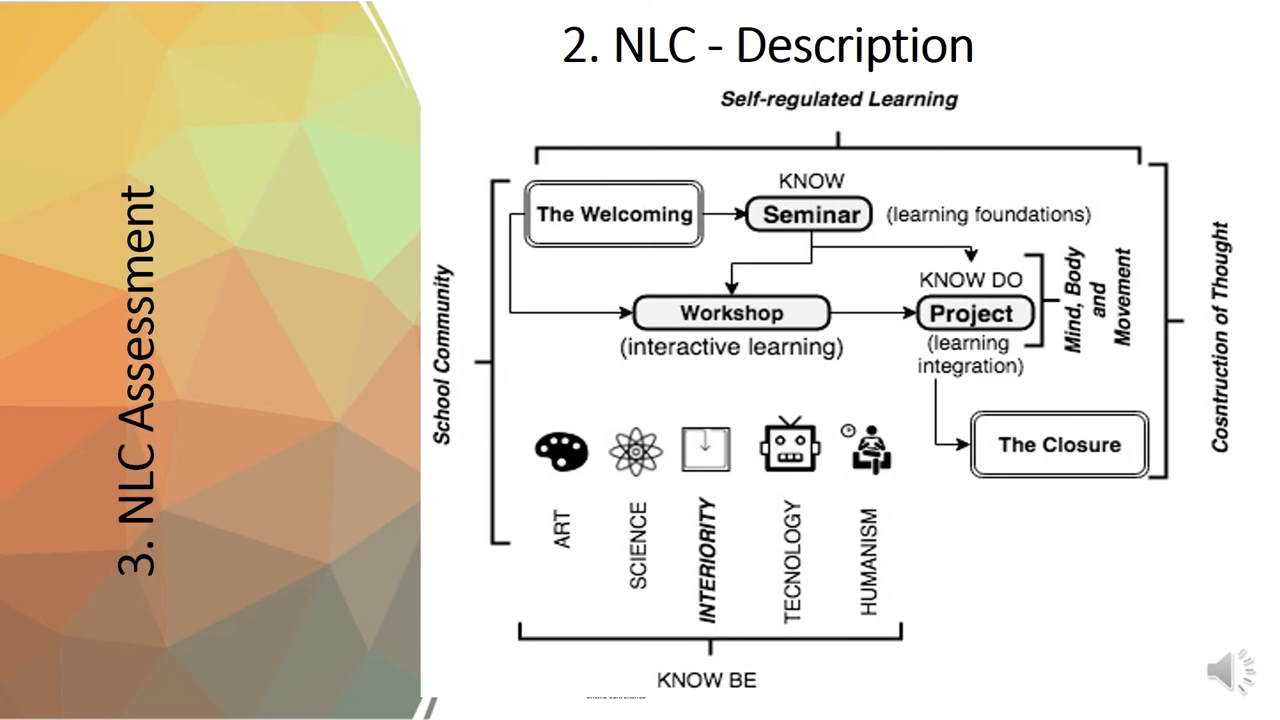 3. NLC Assessment
2. NLC - Description
Self-regulated Learning
School Community
The Welcoming
KNOW
Seminar
(learning foundations)
Workshop
(interactive learning)
KNOW DO
Project
(learning
integration)
Mind, Body
and
Movement
Cosntruction of Thought
The Closure
ART
SCIENCE
INTERIORITY
TECNOLOGY
HUMANISM
KNOW BE